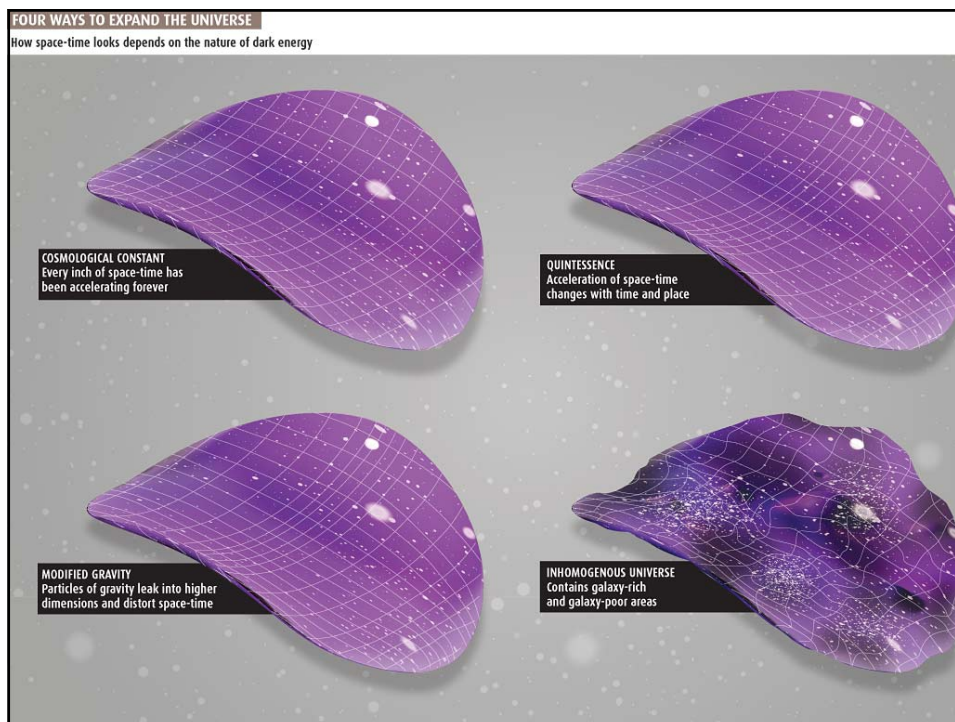 FOUR WAYS TO EXPAND THE UNIVERSE
How space-time looks depends on the nature of dark energy
COSMOLOGICAL CONSTANT
Every inch of space-time has
been accelerating forever
QUINTESSENCE
Acceleration of space-time
changes with time and place
MODIFIED GRAVITY
Particles of gravity leak into higher
dimensions and distort space-time
INHOMOGENOUS UNIVERSE
Contains galaxy-rich
and galaxy-poor areas